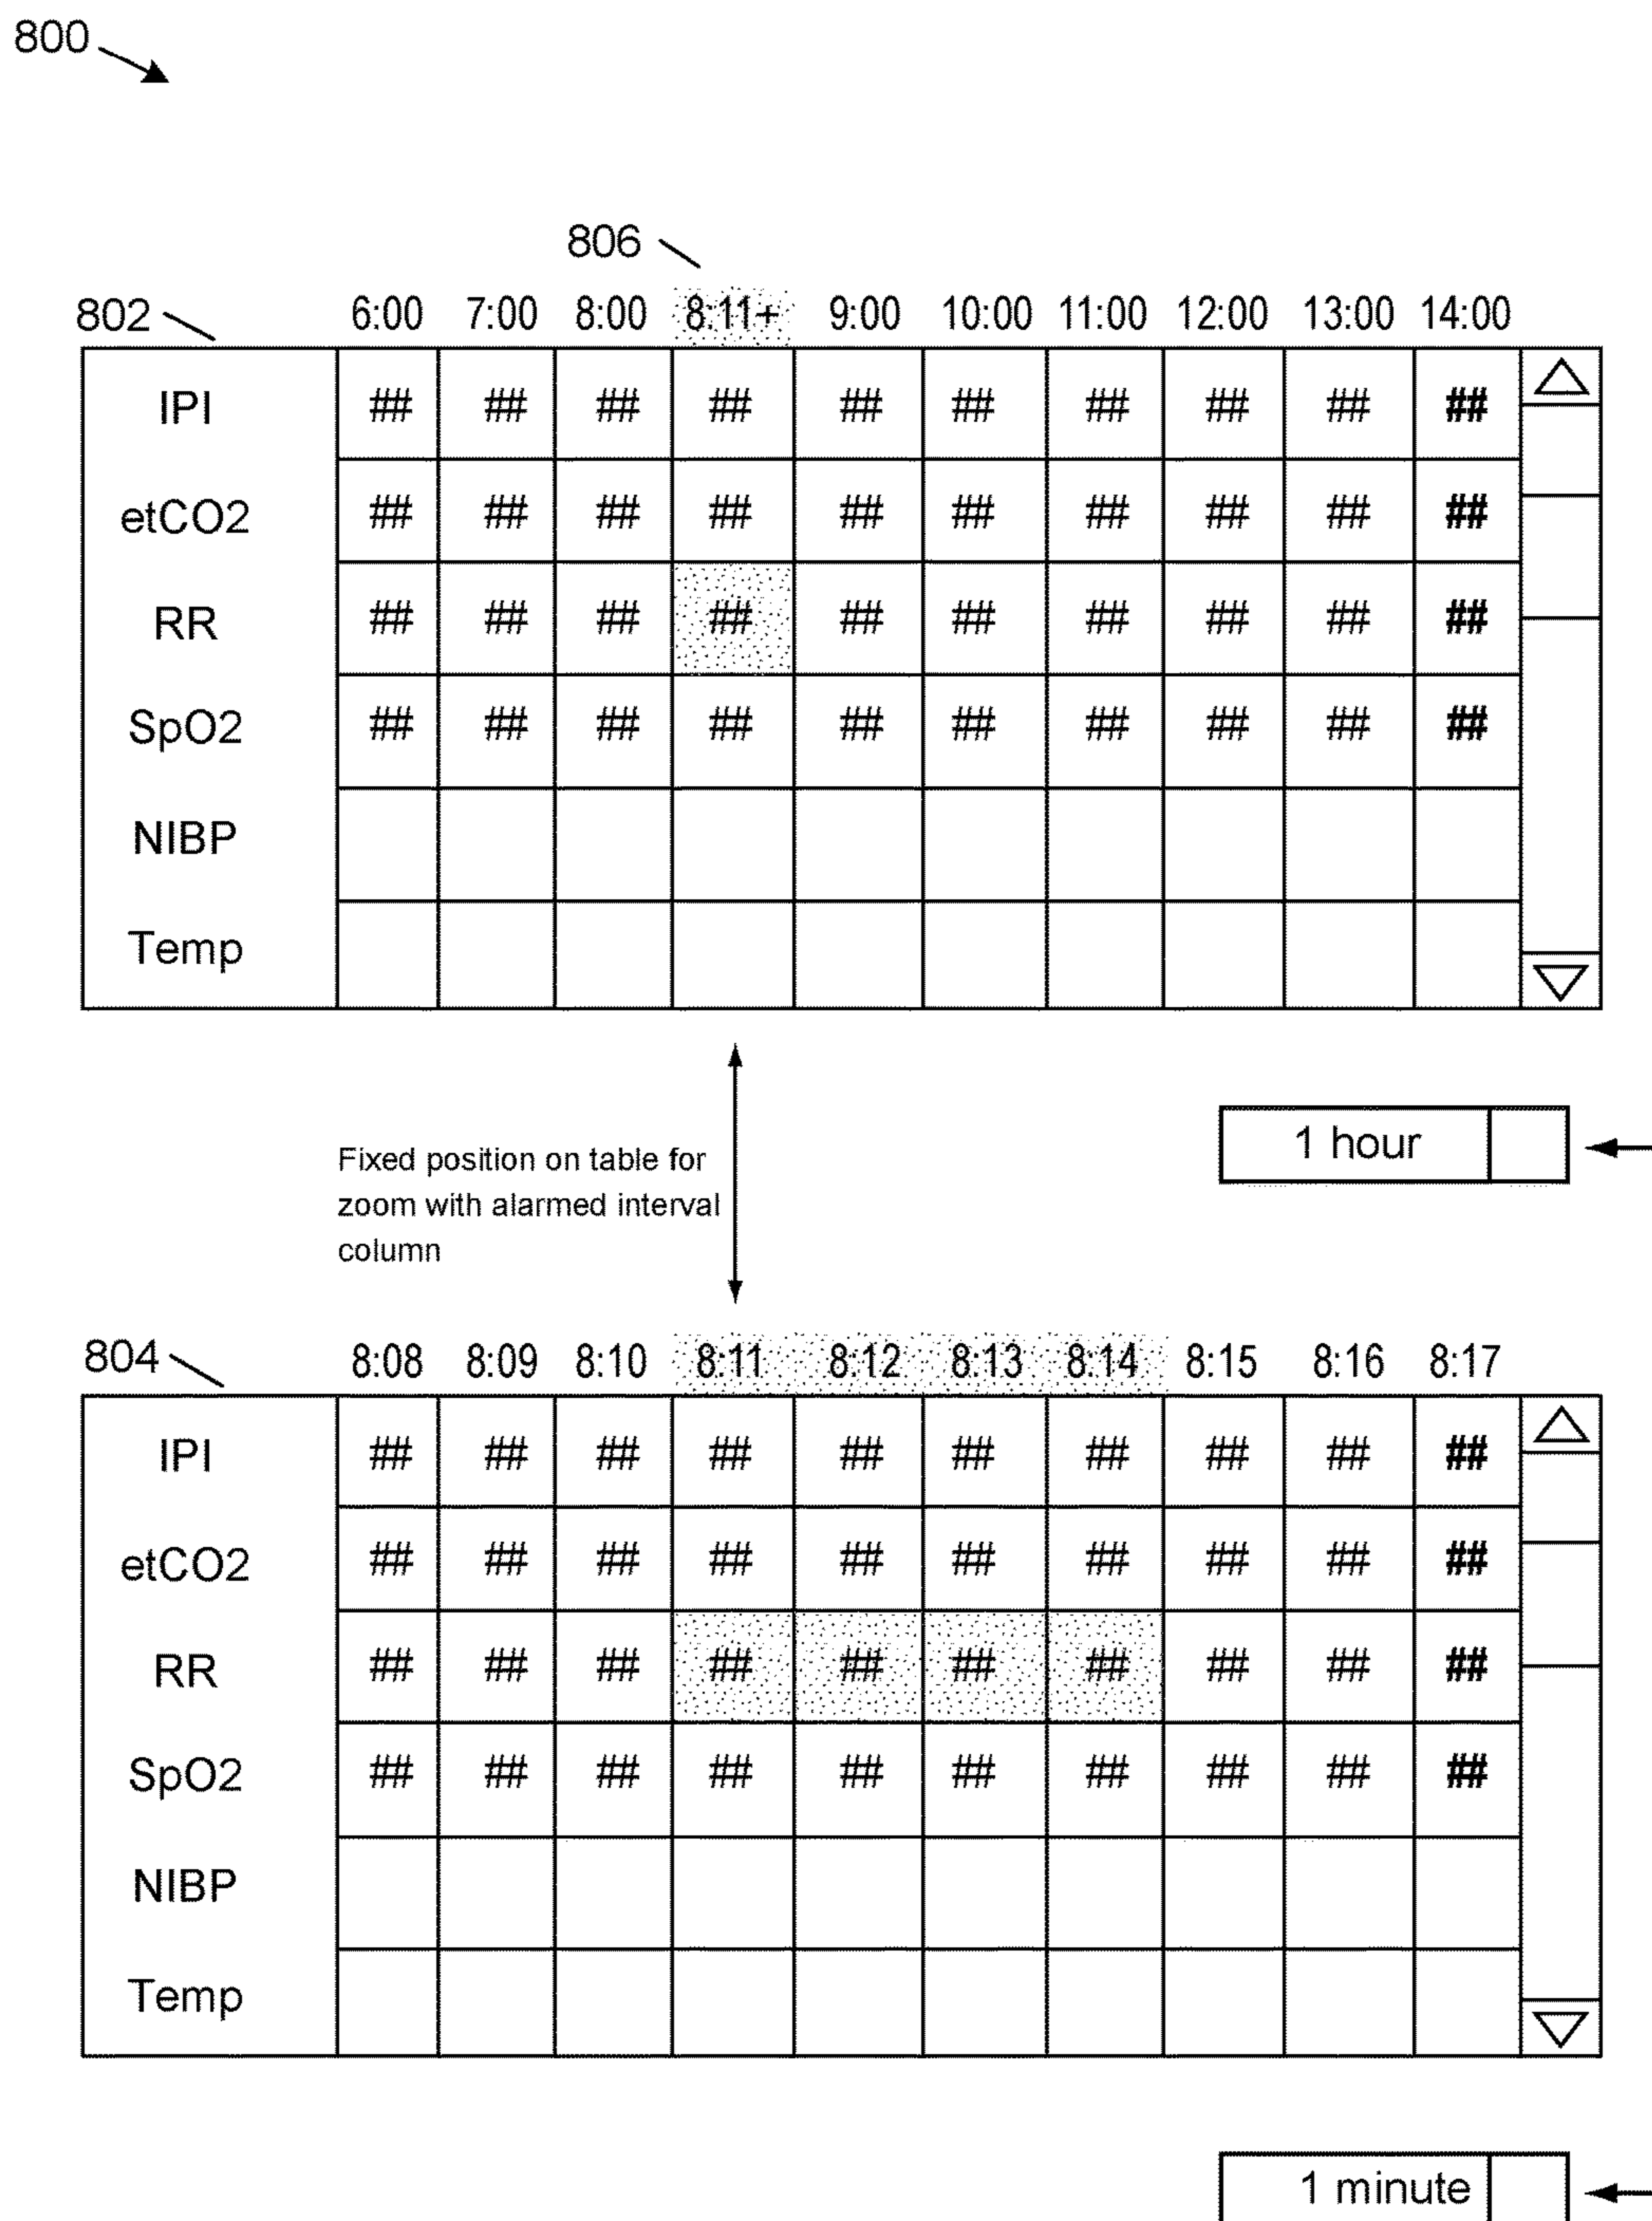 800
806
802
6:00 7:00 8:00 8:11+ 9:00 10:00 11:00 12:00 13:00 14:00
IPI ## ## ## ## ## ## ## ## ## ##
etCO2 ## ## ## ## ## ## ## ## ## ##
RR ## ## ## ## ## ## ## ## ## ##
SpO2 ## ## ## ## ## ## ## ## ## ##
NIBP
Temp
1 hour
Fixed position on table for
zoom with alarmed interval
column
804
8:08 8:09 8:10 8:11 8:12 8:13 8:14 8:15 8:16 8:17
IPI ## ## ## ## ## ## ## ## ## ##
etCO2 ## ## ## ## ## ## ## ## ## ##
RR ## ## ## ## ## ## ## ## ## ##
SpO2 ## ## ## ## ## ## ## ## ## ##
NIBP
Temp
1 minute